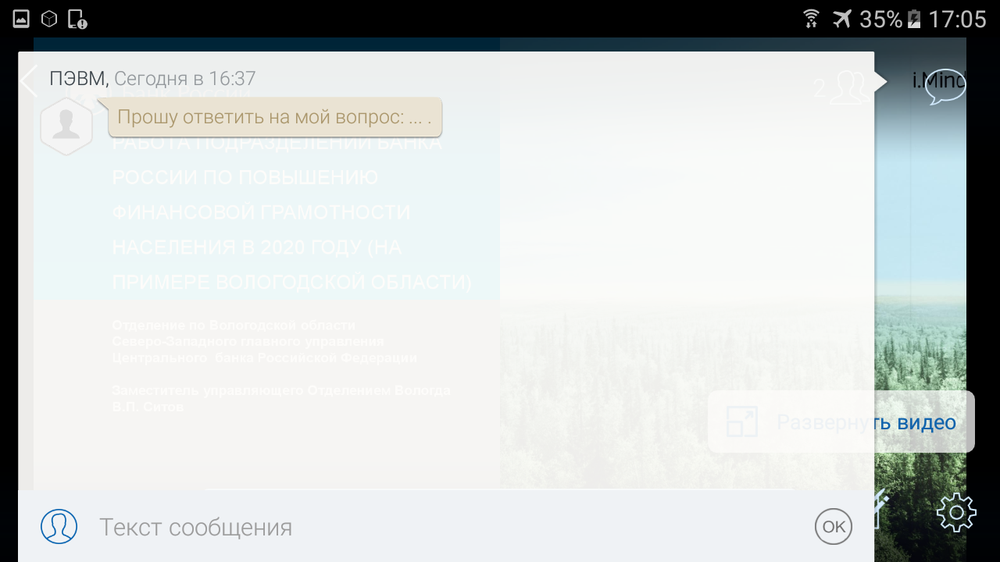 35% 17:05
ПЭВМ, Сегодня в 16:37
2
i.Mind
Банк России
Прошу ответить на мой вопрос: ... .
РАБОТА ПОДРАЗДЕЛЕНИЙ БАНКА
РОССИИ ПО ПОВЫШЕНИЮ
ФИНАНСОВОЙ ГРАМОТНОСТИ
НАСЕЛЕНИЯ В 2020 ГОДУ (НА
ПРИМЕРЕ ВОЛОГОДСКОЙ ОБЛАСТИ)
Отделение по Вологодской области
Северо-Западного главного управления
Центрального банка Российской Федерации
Заместитель управляющего Отделением Вологда
В.П. Ситов
Развернуть видео
Текст сообщения
OK